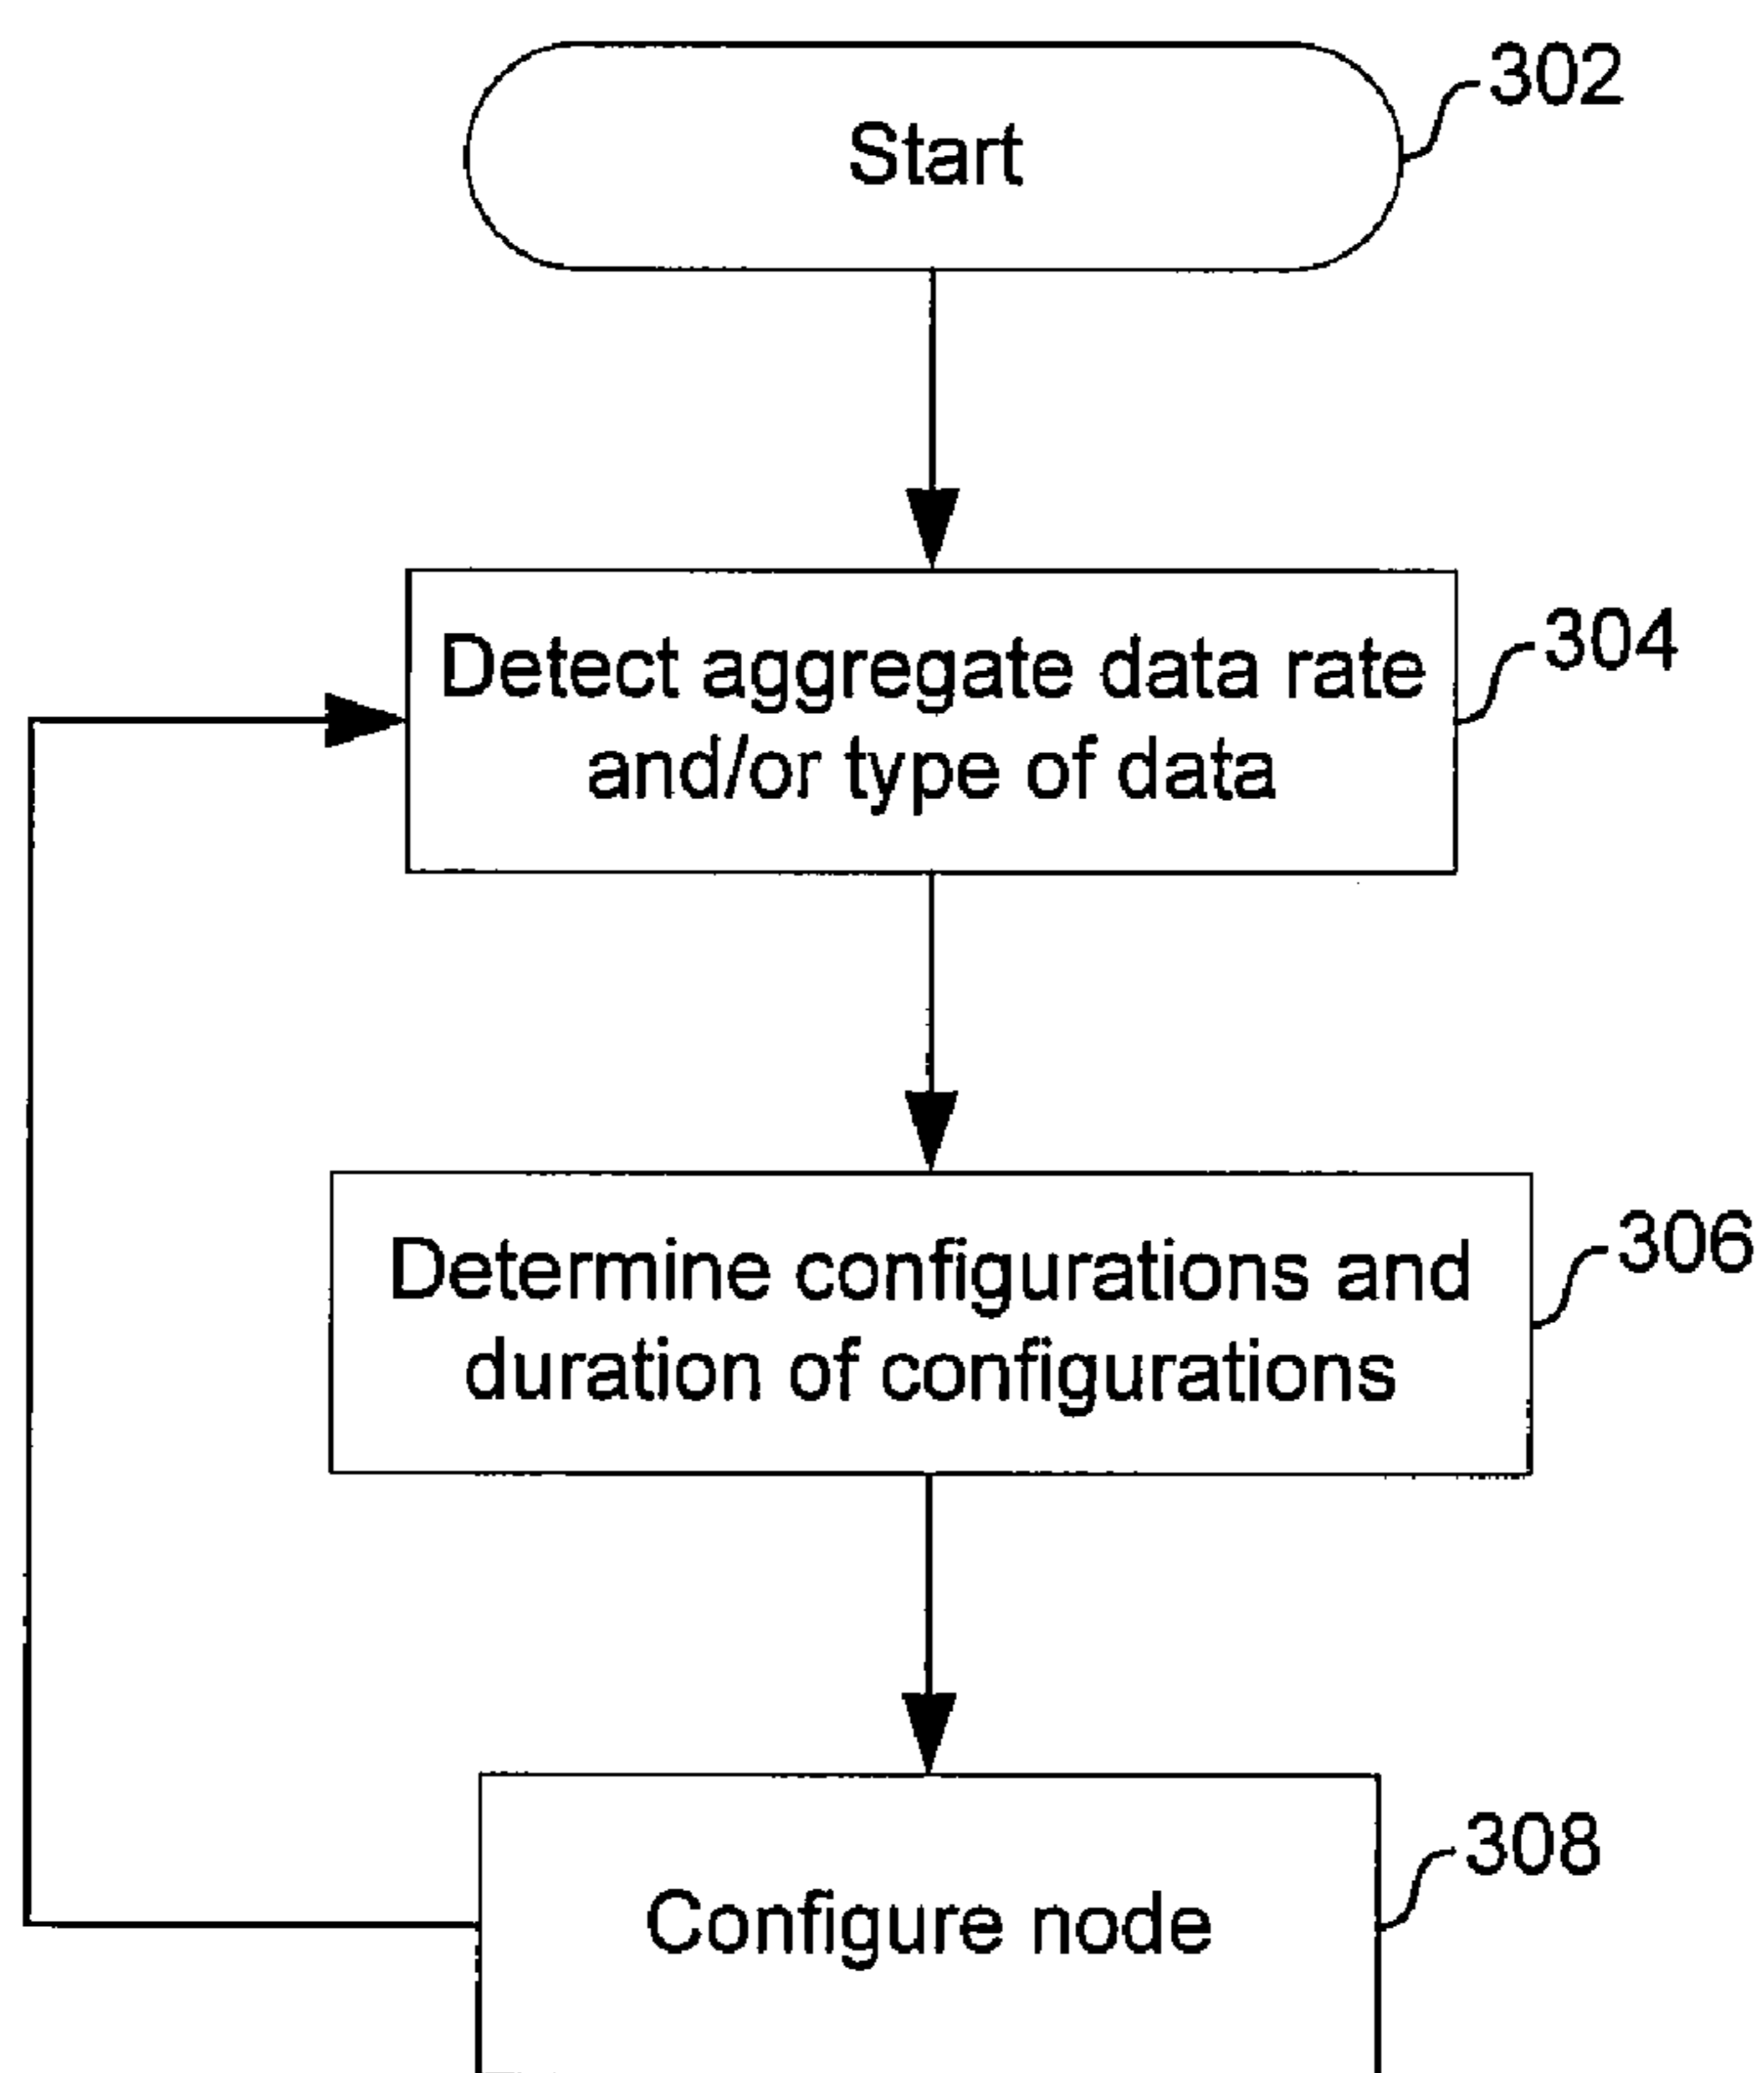 302
Start
304
Detect aggregate data rate
and/or type of data
306
Determine configurations and
duration of configurations
308
Configure node